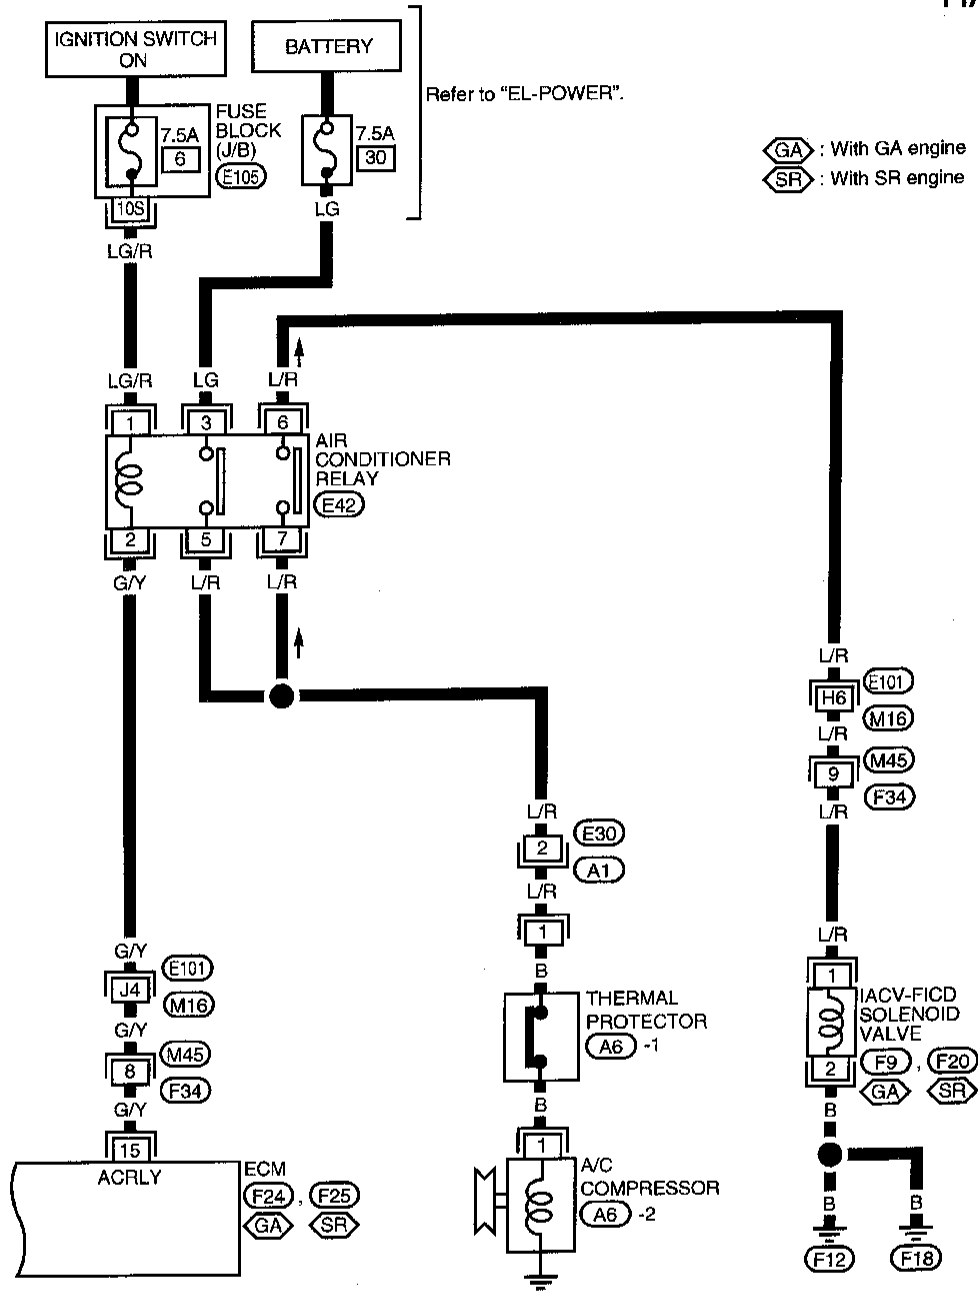 IGNITION SWITCH
ON
BATTERY
Refer to “EL-POWER”.
FUSE
BLOCK
(J/B)
E105
7.5A
6
7.5A
30
GA : With GA engine
SR : With SR engine
10S
LG
LG/R
LG/R
LG
L/R
1
3
6
AIR
CONDITIONER
RELAY
E42
2
5
7
G/Y
L/R
L/R
L/R
H6
E101
M16
L/R
9
M45
F34
L/R
L/R
2
E30
A1
L/R
1
B
L/R
1
IACV-FICD
SOLENOID
VALVE
2
F9 , F20
GA SR
G/Y
J4
E101
M16
G/Y
8
M45
F34
G/Y
15
ACRLY
ECM
F24 , F25
GA SR
THERMAL
PROTECTOR
A6 -1
B
1
A/C
COMPRESSOR
A6 -2
B
B
B
F12
F18